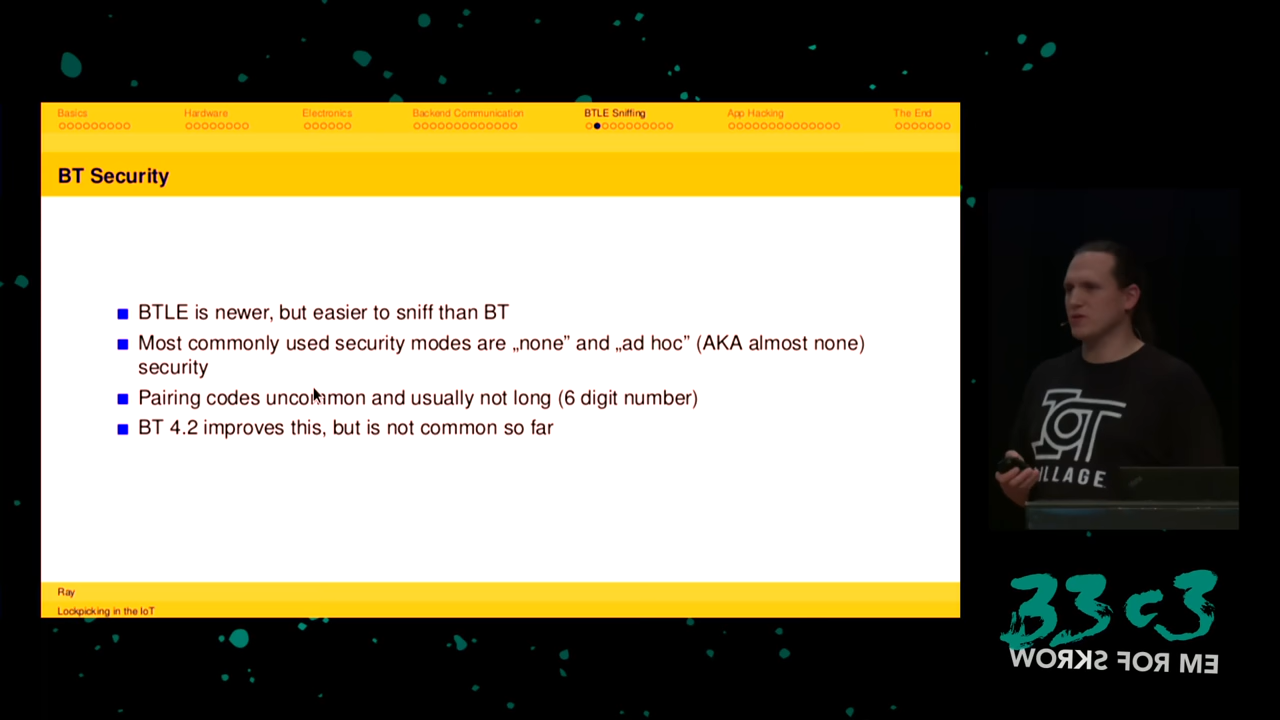 Basics Hardware Electronics Backend Communication BTLE Sniffing App Hacking The End
BT Security
BTLE is newer, but easier to sniff than BT
Most commonly used security modes are „none” and „ad hoc” (AKA almost none)
security
Pairing codes uncommon and usually not long (6 digit number)
BT 4.2 improves this, but is not common so far
Ray
Lockpicking in the IoT
IOT
ILLAGE
33c3
WORKS FOR ME